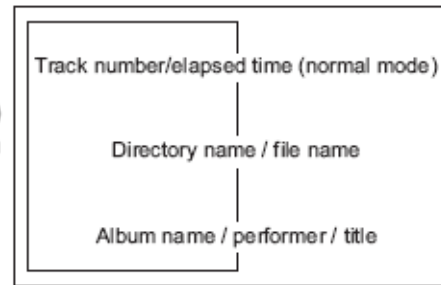 Track number/elapsed time (normal mode)
Directory name / file name
Album name / performer / title